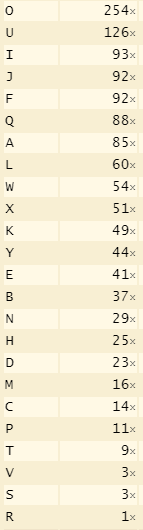 O 254×
U 126×
I 93×
J 92×
F 92×
Q 88×
A 85×
L 60×
W 54×
X 51×
K 49×
Y 44×
E 41×
B 37×
N 29×
H 25×
D 23×
M 16×
C 14×
P 11×
T 9×
V 3×
S 3×
R 1×